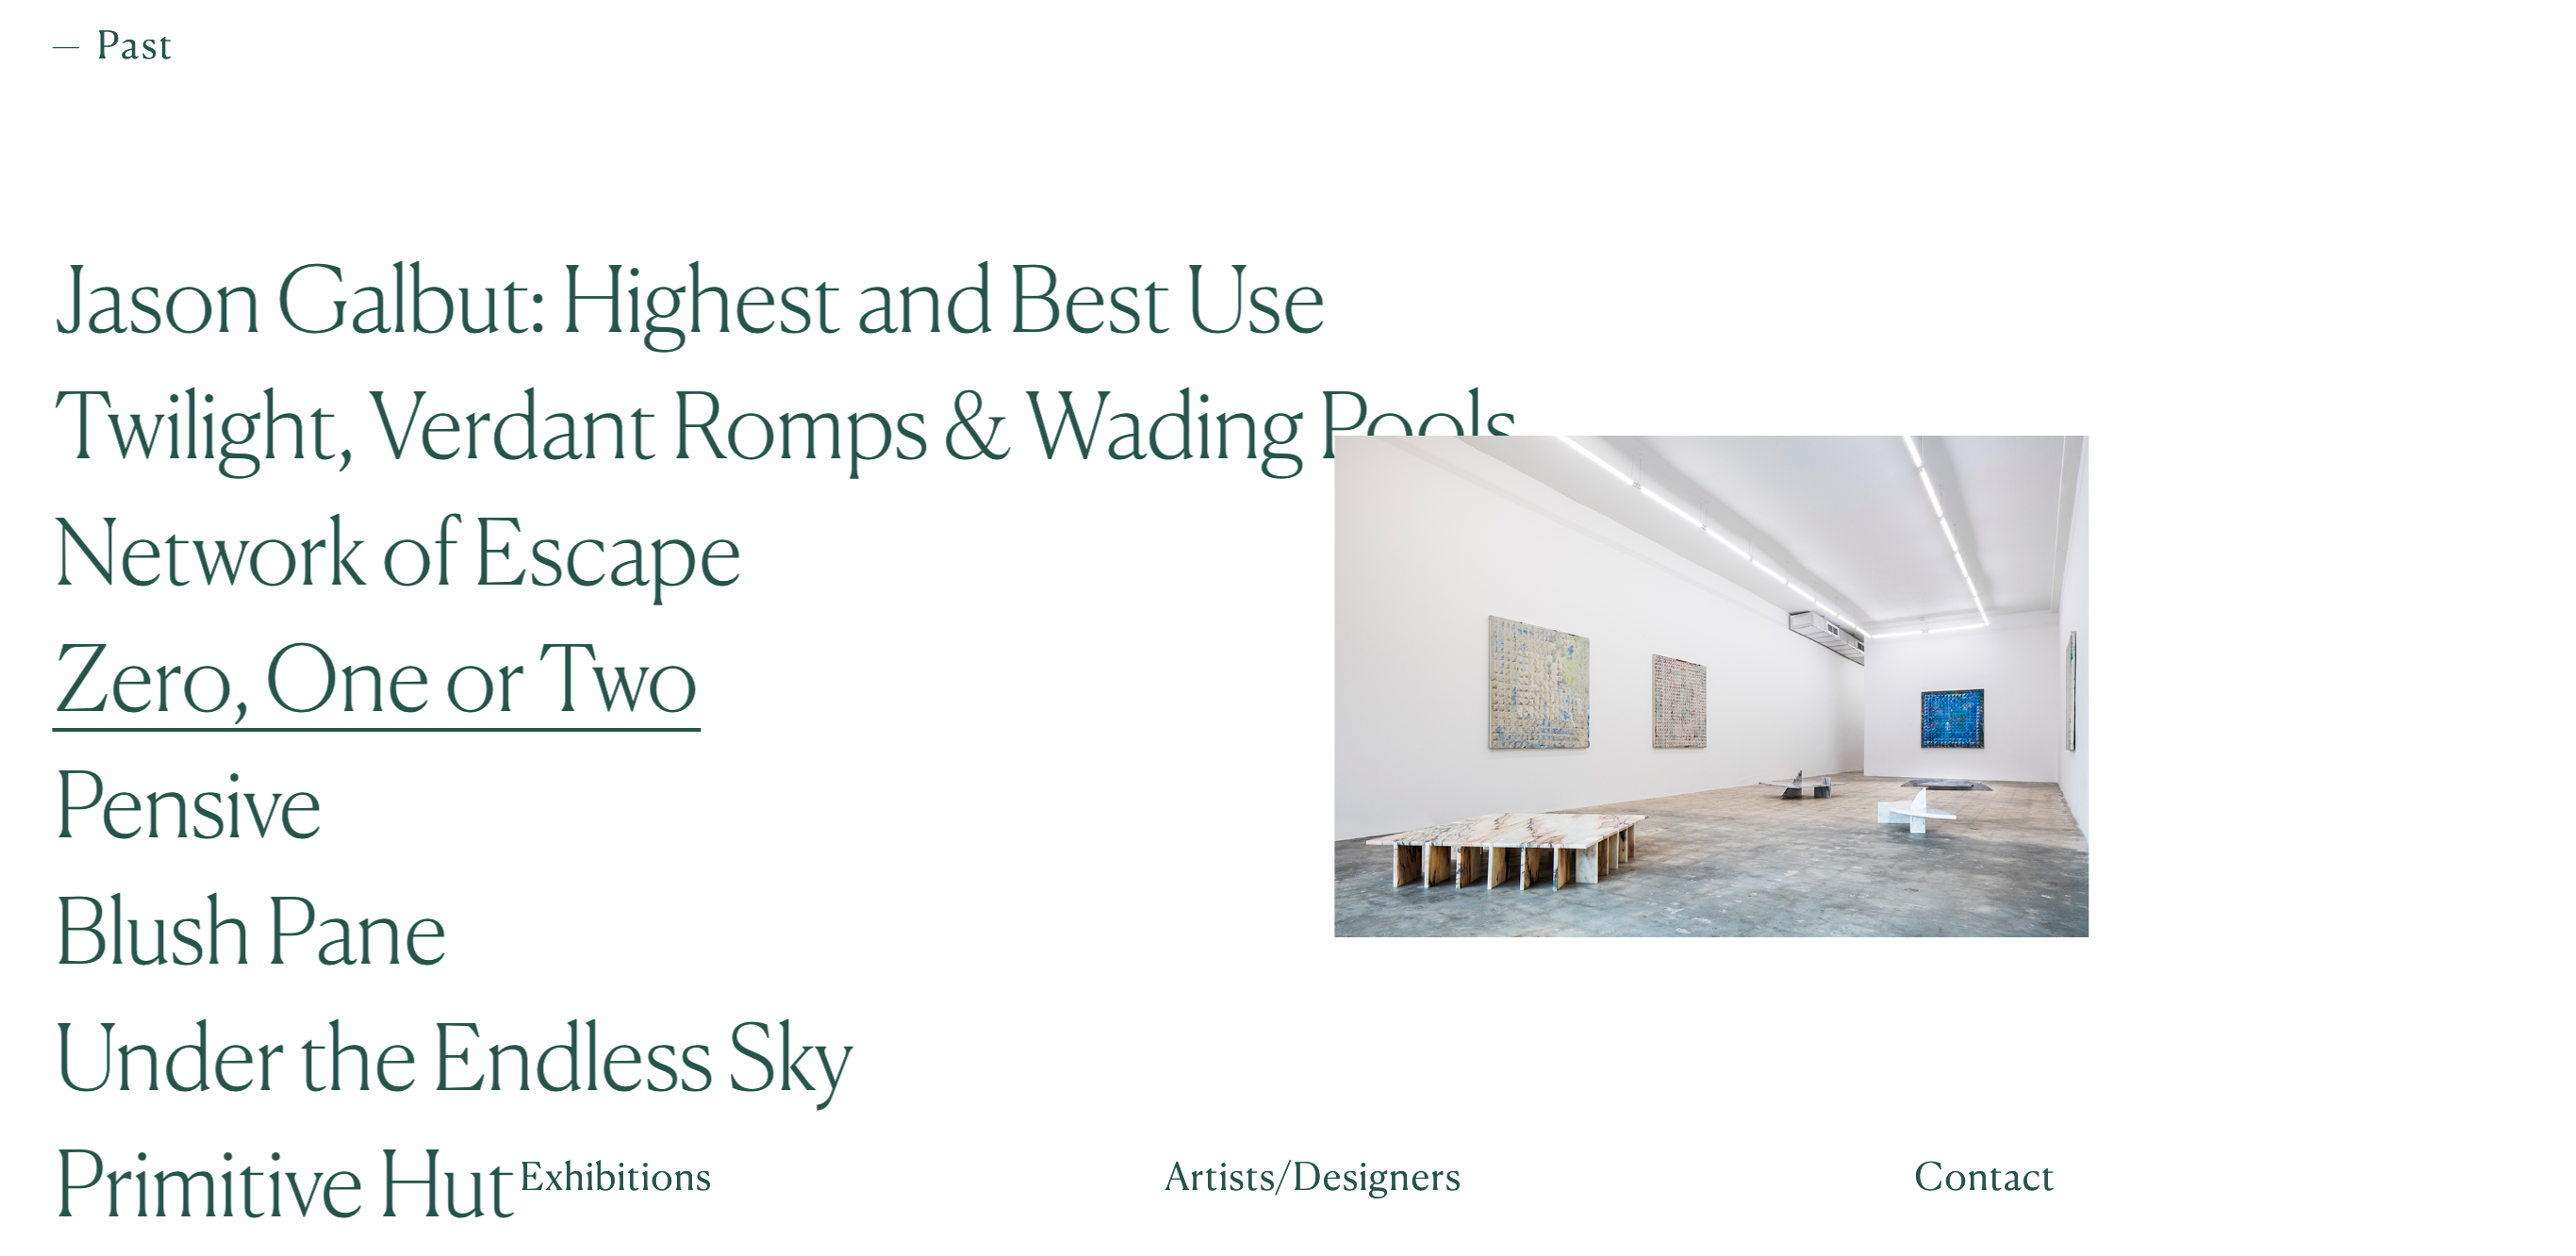 — Past
Jason Galbut: Highest and Best Use
Twilight, Verdant Romps & Wading Pools
Network of Escape
Zero, One or Two
Pensive
Blush Pane
Under the Endless Sky
Primitive Hut
Exhibitions
Artists/Designers
Contact